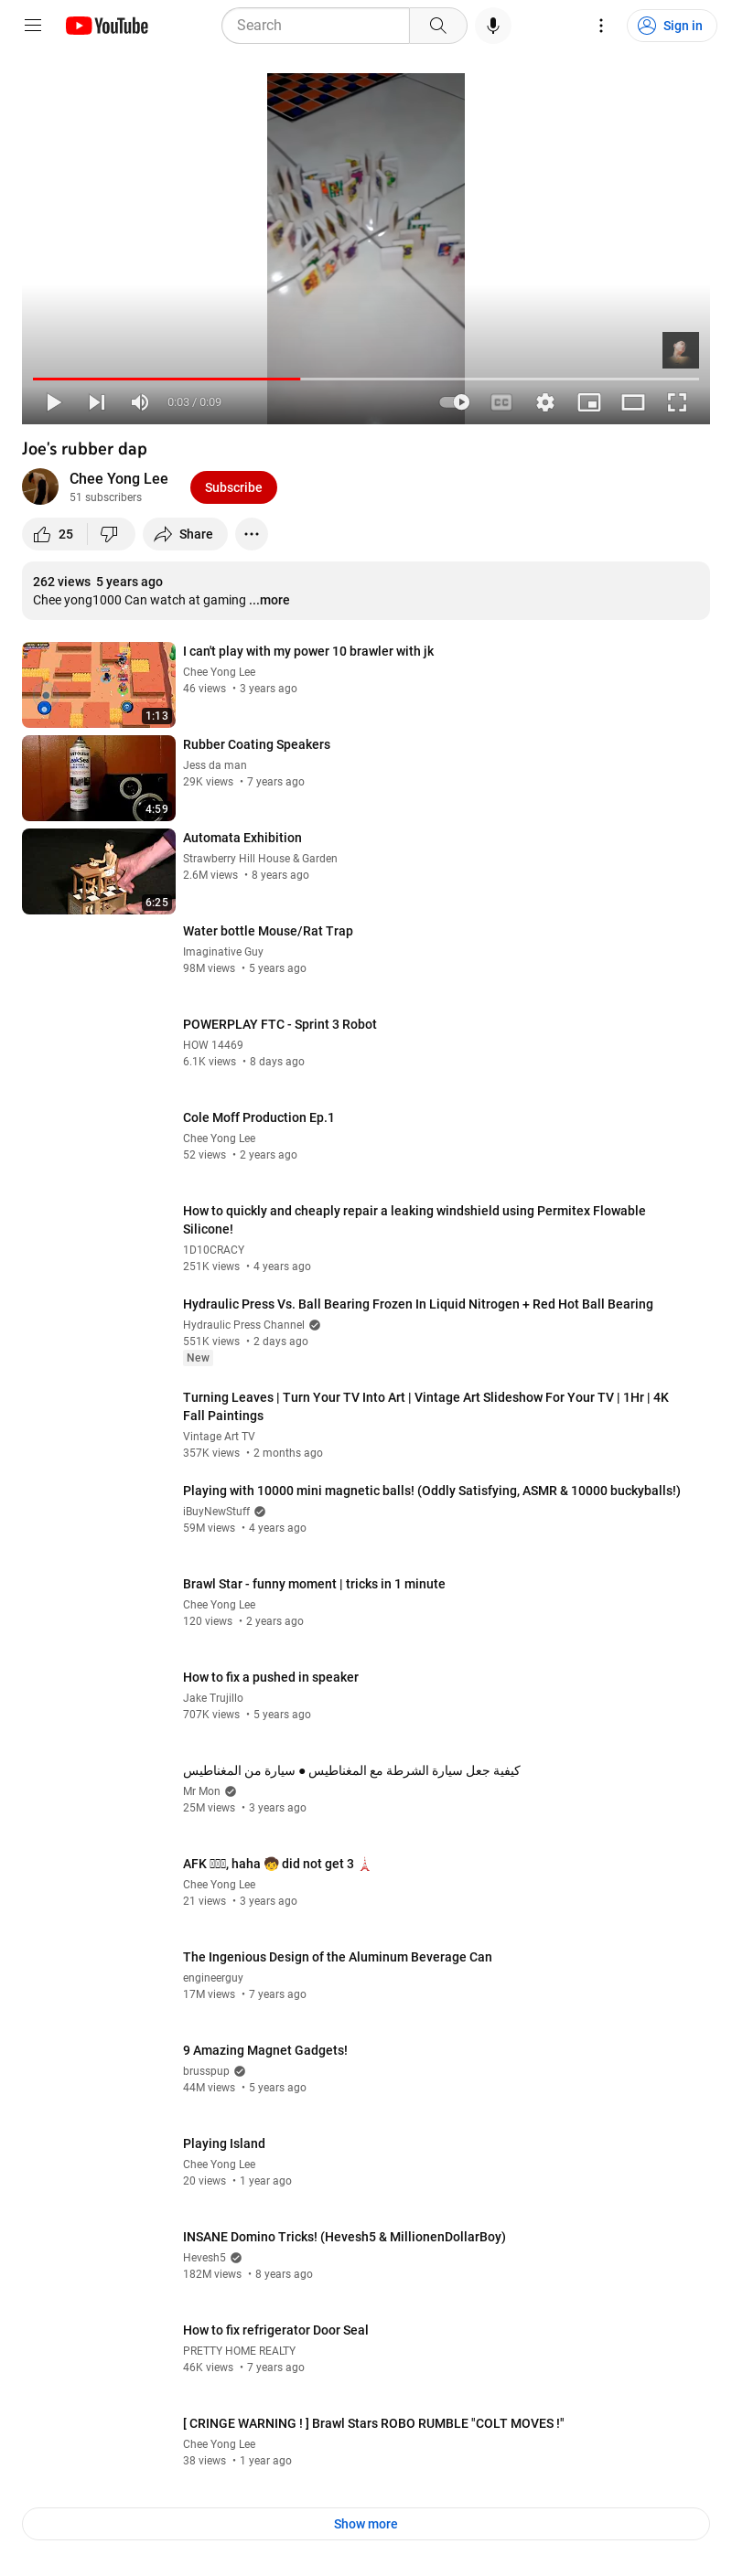 YouTube
Search
Sign in
0:03 / 0:09
CC
Joe's rubber dap
Chee Yong Lee
51 subscribers
Subscribe
25
Share
262 views 5 years ago
Chee yong1000 Can watch at gaming ...more
I can't play with my power 10 brawler with jk
Chee Yong Lee
46 views • 3 years ago
1:13
Rubber Coating Speakers
Jess da man
29K views • 7 years ago
4:59
Automata Exhibition
Strawberry Hill House & Garden
2.6M views • 8 years ago
6:25
Water bottle Mouse/Rat Trap
Imaginative Guy
98M views • 5 years ago
POWERPLAY FTC - Sprint 3 Robot
HOW 14469
6.1K views • 8 days ago
Cole Moff Production Ep.1
Chee Yong Lee
52 views • 2 years ago
How to quickly and cheaply repair a leaking windshield using Permitex Flowable
Silicone!
1D10CRACY
251K views • 4 years ago
Hydraulic Press Vs. Ball Bearing Frozen In Liquid Nitrogen + Red Hot Ball Bearing
Hydraulic Press Channel
551K views • 2 days ago
New
Turning Leaves | Turn Your TV Into Art | Vintage Art Slideshow For Your TV | 1Hr | 4K
Fall Paintings
Vintage Art TV
357K views • 2 months ago
Playing with 10000 mini magnetic balls! (Oddly Satisfying, ASMR & 10000 buckyballs!)
iBuyNewStuff
59M views • 4 years ago
Brawl Star - funny moment | tricks in 1 minute
Chee Yong Lee
120 views • 2 years ago
How to fix a pushed in speaker
Jake Trujillo
707K views • 5 years ago
كيفية جعل سيارة الشرطة مع المغناطيس ● سيارة من المغناطيس
Mr Mon
25M views • 3 years ago
AFK , haha 🧒 did not get 3 🗼
Chee Yong Lee
21 views • 3 years ago
The Ingenious Design of the Aluminum Beverage Can
engineerguy
17M views • 7 years ago
9 Amazing Magnet Gadgets!
brusspup
44M views • 5 years ago
Playing Island
Chee Yong Lee
20 views • 1 year ago
INSANE Domino Tricks! (Hevesh5 & MillionenDollarBoy)
Hevesh5
182M views • 8 years ago
How to fix refrigerator Door Seal
PRETTY HOME REALTY
46K views • 7 years ago
[ CRINGE WARNING ! ] Brawl Stars ROBO RUMBLE "COLT MOVES !"
Chee Yong Lee
38 views • 1 year ago
Show more